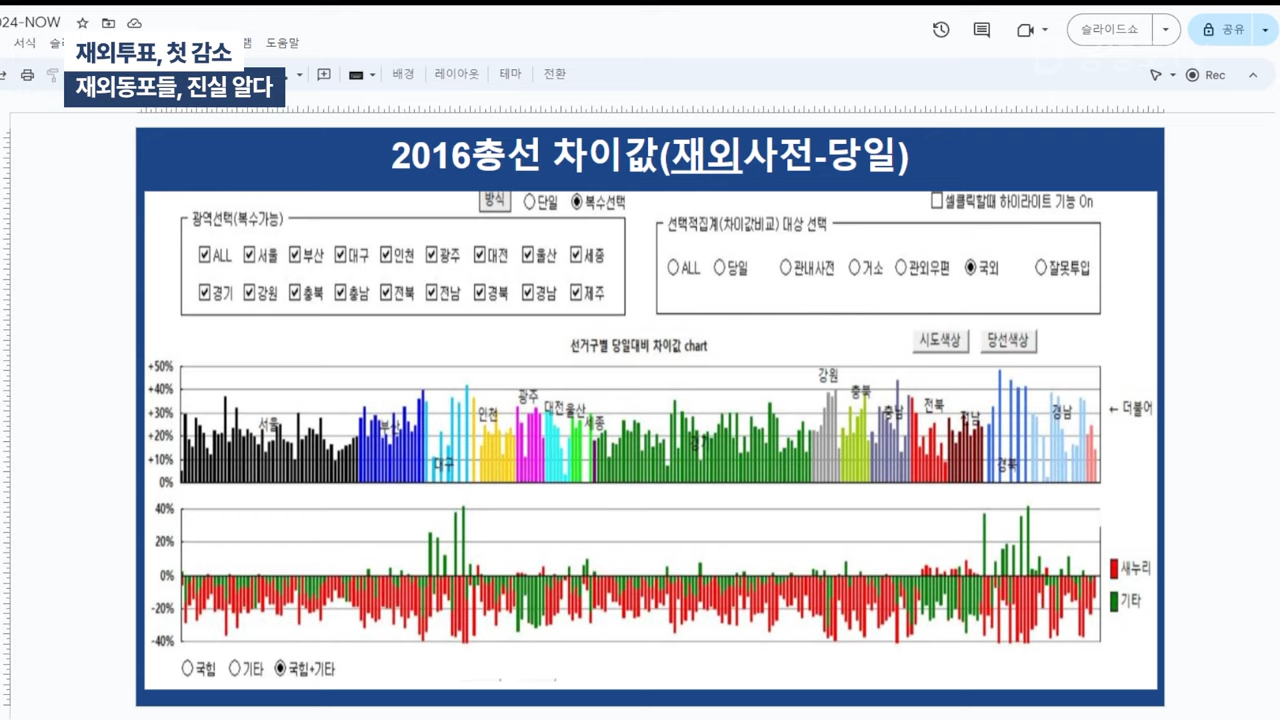 024-NOW
서식
도움말
재외투표, 첫 감소
재외동포들, 진실 알다
슬라이드쇼
공유
배경
레이아웃
테마
전환
Rec
2016총선 차이값(재외사전-당일)
방식
단일
복수선택
셀클릭할때 하이라이트 기능 On
광역선택(복수가능)
ALL 서울 부산 대구 인천 광주 대전 울산 세종
경기 강원 충북 충남 전북 전남 경북 경남 제주
선택적집계(차이값비교) 대상 선택
ALL 당일 관내사전 거소 관외우편 국외 잘못투입
선거구별 당일대비 차이값 chart
시도색상
당선색상
+50%
+40%
+30%
+20%
+10%
0%
서울
부산
대구
인천
광주
대전
울산
세종
강원
충북
충남
전북
전남
경북
경남
← 더불어
40%
20%
0%
-20%
-40%
새누리
기타
국힘
기타
국힘+기타